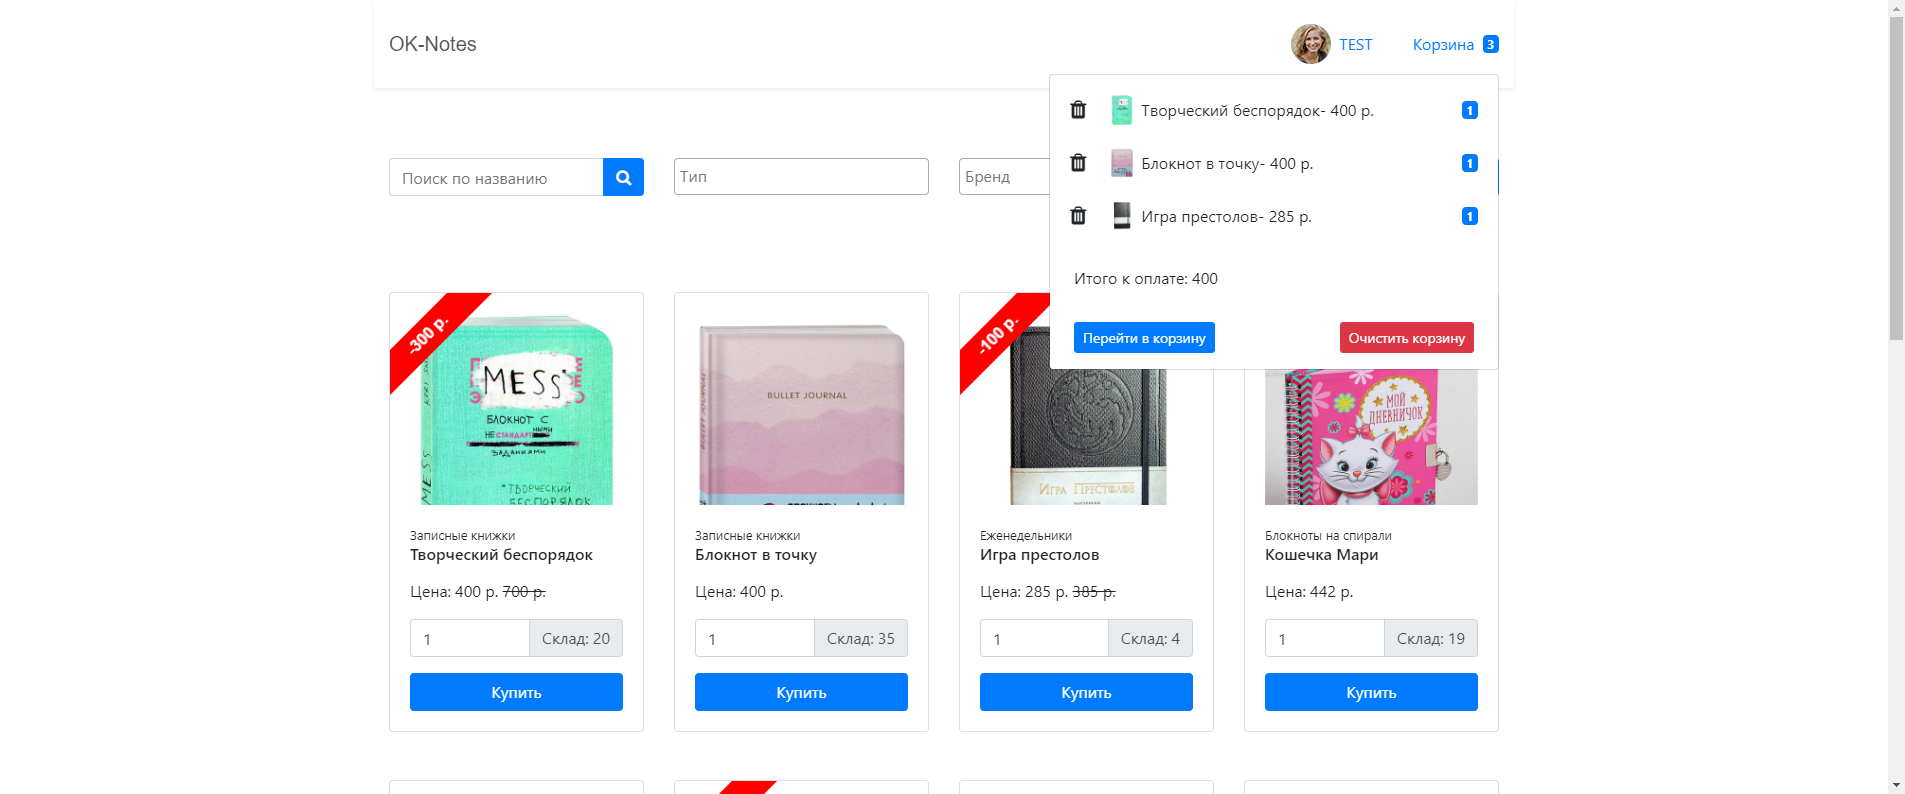 OK-Notes
TEST
Корзина 3
Творческий беспорядок- 400 р. 1
Блокнот в точку- 400 р. 1
Игра престолов- 285 р. 1
Итого к оплате: 400
Перейти в корзину
Очистить корзину
Поиск по названию
Тип
Бренд
-300 р.
MESS*
БЛОКНОТ С
НЕСТАНДАРТНЫМИ
ЗАДАНИЯМИ
*ТВОРЧЕСКИЙ
БЕСПОРЯДОК
MESS
Записные книжки
Творческий беспорядок
Цена: 400 р. 700 р.
1
Склад: 20
Купить
BULLET JOURNAL
BULLET JOURNAL
Записные книжки
Блокнот в точку
Цена: 400 р.
1
Склад: 35
Купить
-100 р.
ИГРА ПРЕСТОЛОВ
Еженедельники
Игра престолов
Цена: 285 р. 385 р.
1
Склад: 4
Купить
МОЙ
ДНЕВНИЧОК
Блокноты на спирали
Кошечка Мари
Цена: 442 р.
1
Склад: 19
Купить